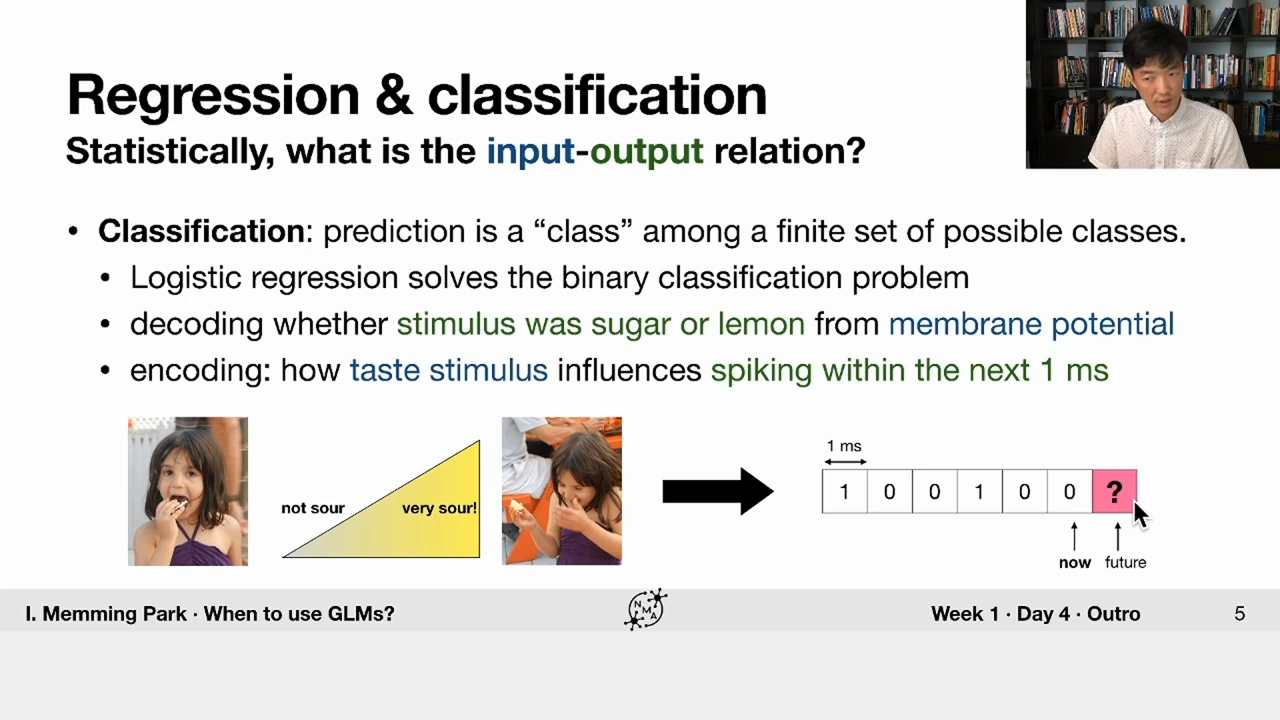 Regression & classification
Statistically, what is the input-output relation?
• Classification: prediction is a “class” among a finite set of possible classes.
• Logistic regression solves the binary classification problem
• decoding whether stimulus was sugar or lemon from membrane potential
• encoding: how taste stimulus influences spiking within the next 1 ms
1 ms
not sour very sour!
1 0 0 1 0 0 ?
now future
I. Memming Park · When to use GLMs?
NMA
Week 1 · Day 4 · Outro
5